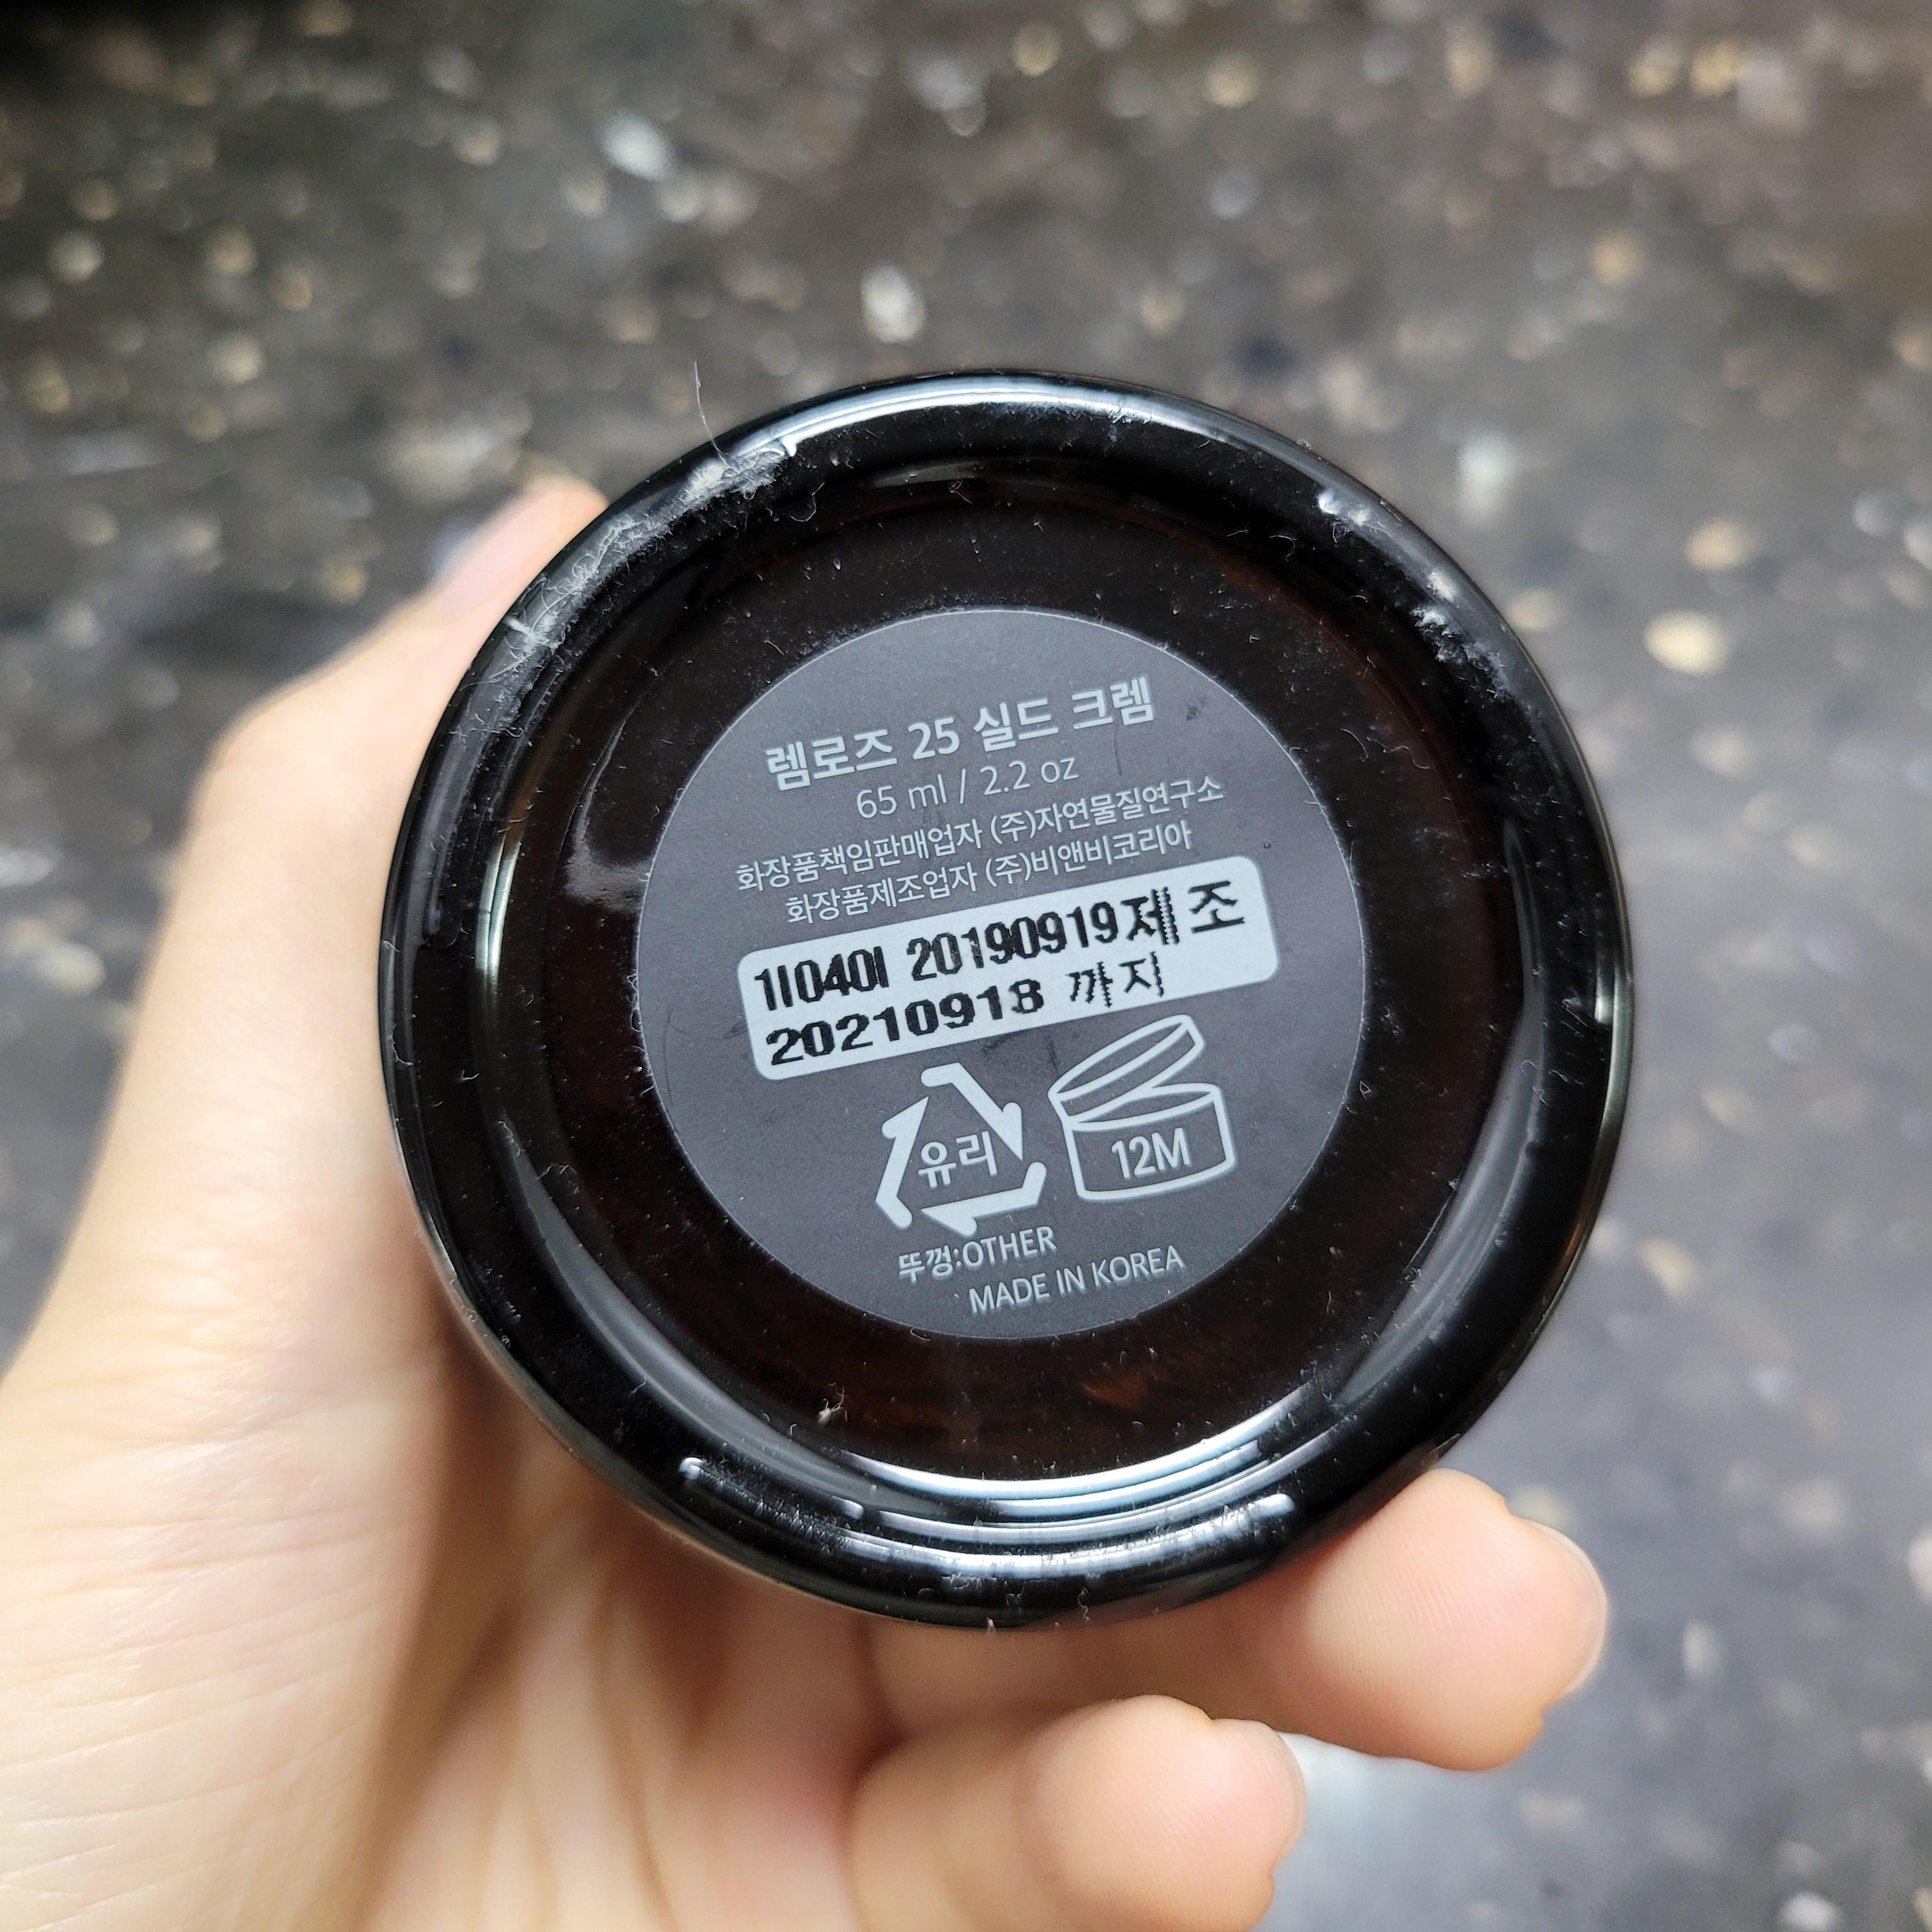 렘로즈 25 실드 크렘
65 ml / 2.2 oz
화장품책임판매업자 (주)자연물질연구소
화장품제조업자 (주)비앤비코리아
1I040I 20190919제조
20210918 까지
유리
12M
뚜껑:OTHER
MADE IN KOREA